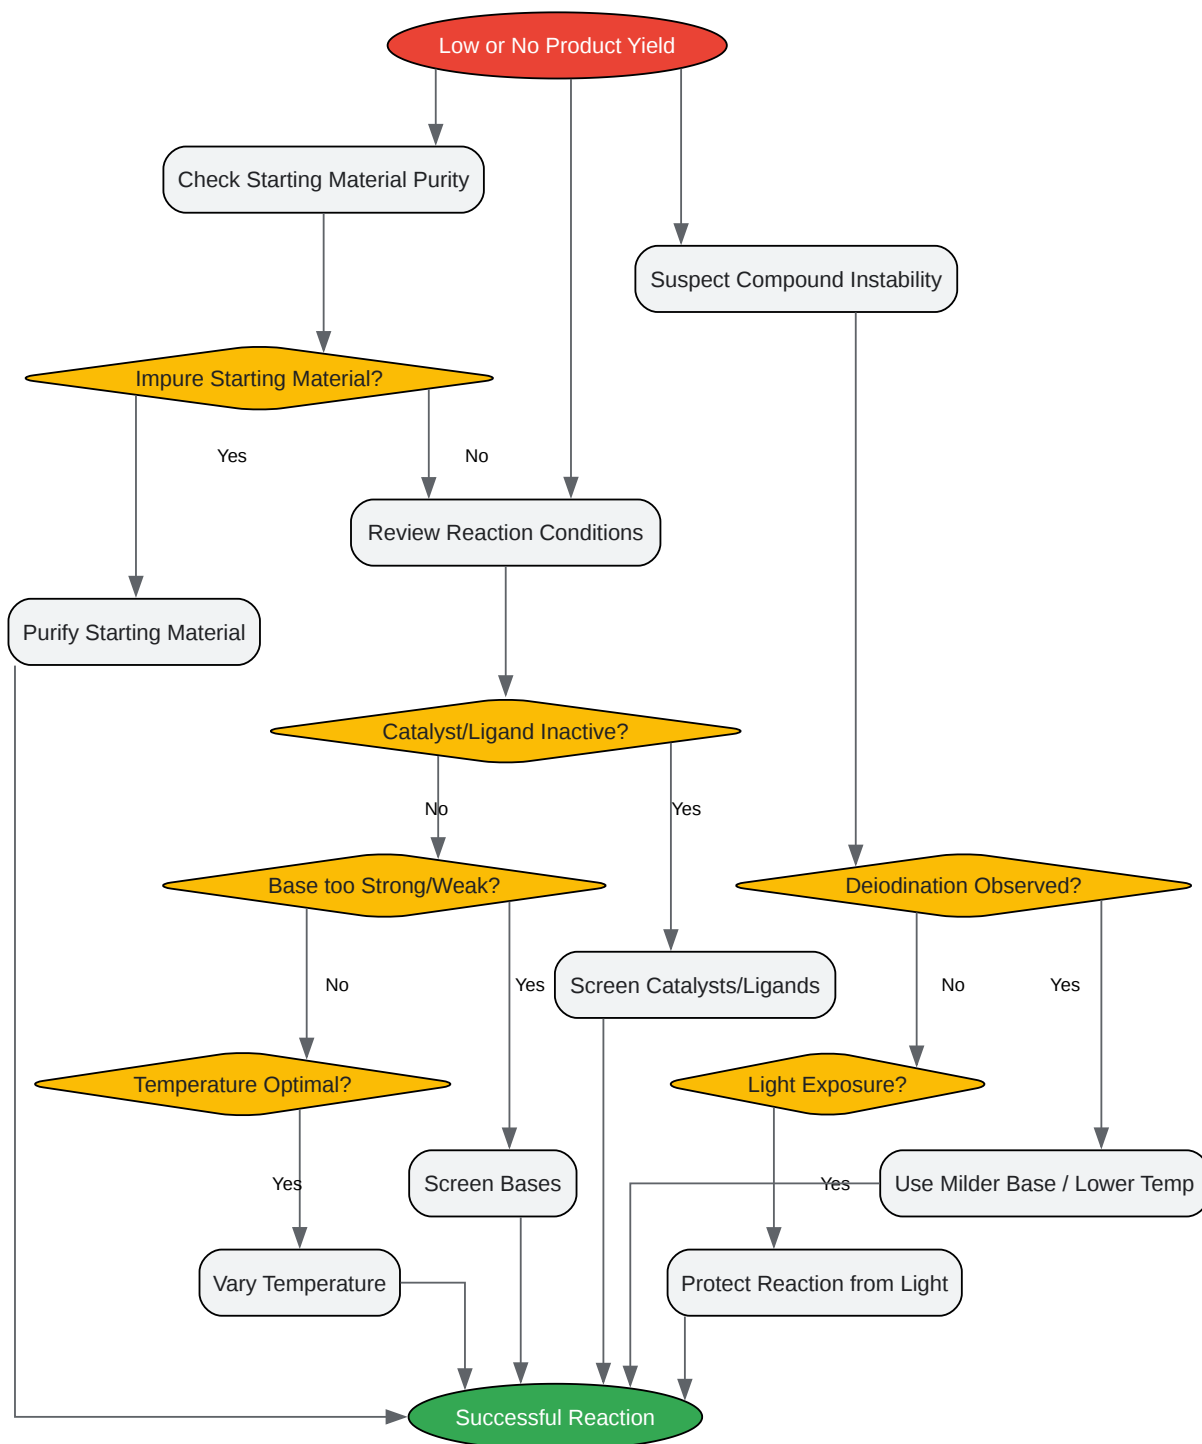 Low or No Product Yield
Check Starting Material Purity
Suspect Compound Instability
Impure Starting Material?
Yes
No
Review Reaction Conditions
Purify Starting Material
Catalyst/Ligand Inactive?
No
Yes
Base too Strong/Weak?
Deiodination Observed?
No
Yes
Screen Catalysts/Ligands
No
Yes
Temperature Optimal?
Light Exposure?
Yes
Screen Bases
Yes
Use Milder Base / Lower Temp
Vary Temperature
Protect Reaction from Light
Successful Reaction